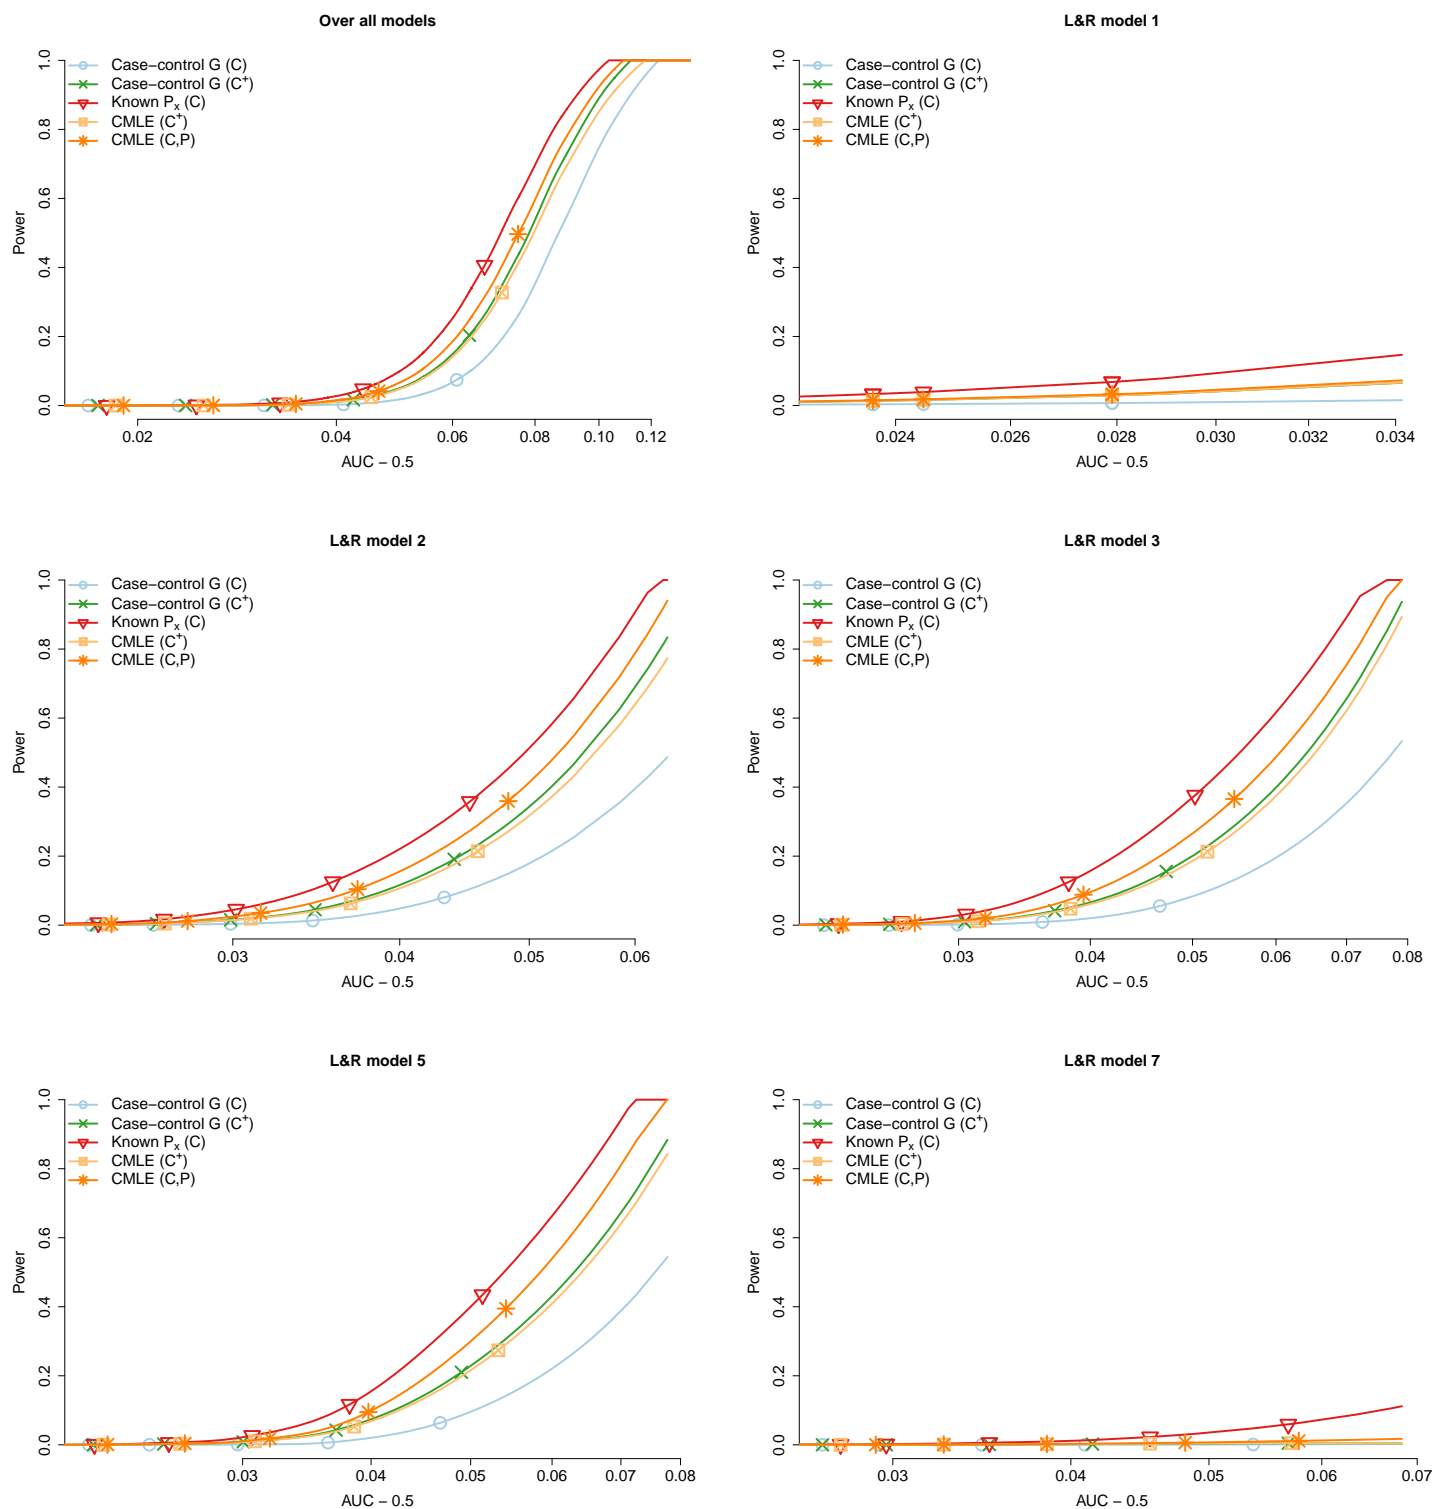 Over all models
Case−control G (C)
Case−control G (C+)
Known Px (C)
CMLE (C+)
CMLE (C,P)
Power
0.0 0.2 0.4 0.6 0.8 1.0
0.02 0.04 0.06 0.08 0.10 0.12
AUC − 0.5
L&R model 1
Case−control G (C)
Case−control G (C+)
Known Px (C)
CMLE (C+)
CMLE (C,P)
Power
0.0 0.2 0.4 0.6 0.8 1.0
0.024 0.026 0.028 0.030 0.032 0.034
AUC − 0.5
L&R model 2
Case−control G (C)
Case−control G (C+)
Known Px (C)
CMLE (C+)
CMLE (C,P)
Power
0.0 0.2 0.4 0.6 0.8 1.0
0.03 0.04 0.05 0.06
AUC − 0.5
L&R model 3
Case−control G (C)
Case−control G (C+)
Known Px (C)
CMLE (C+)
CMLE (C,P)
Power
0.0 0.2 0.4 0.6 0.8 1.0
0.03 0.04 0.05 0.06 0.07 0.08
AUC − 0.5
L&R model 5
Case−control G (C)
Case−control G (C+)
Known Px (C)
CMLE (C+)
CMLE (C,P)
Power
0.0 0.2 0.4 0.6 0.8 1.0
0.03 0.04 0.05 0.06 0.07 0.08
AUC − 0.5
L&R model 7
Case−control G (C)
Case−control G (C+)
Known Px (C)
CMLE (C+)
CMLE (C,P)
Power
0.0 0.2 0.4 0.6 0.8 1.0
0.03 0.04 0.05 0.06 0.07
AUC − 0.5